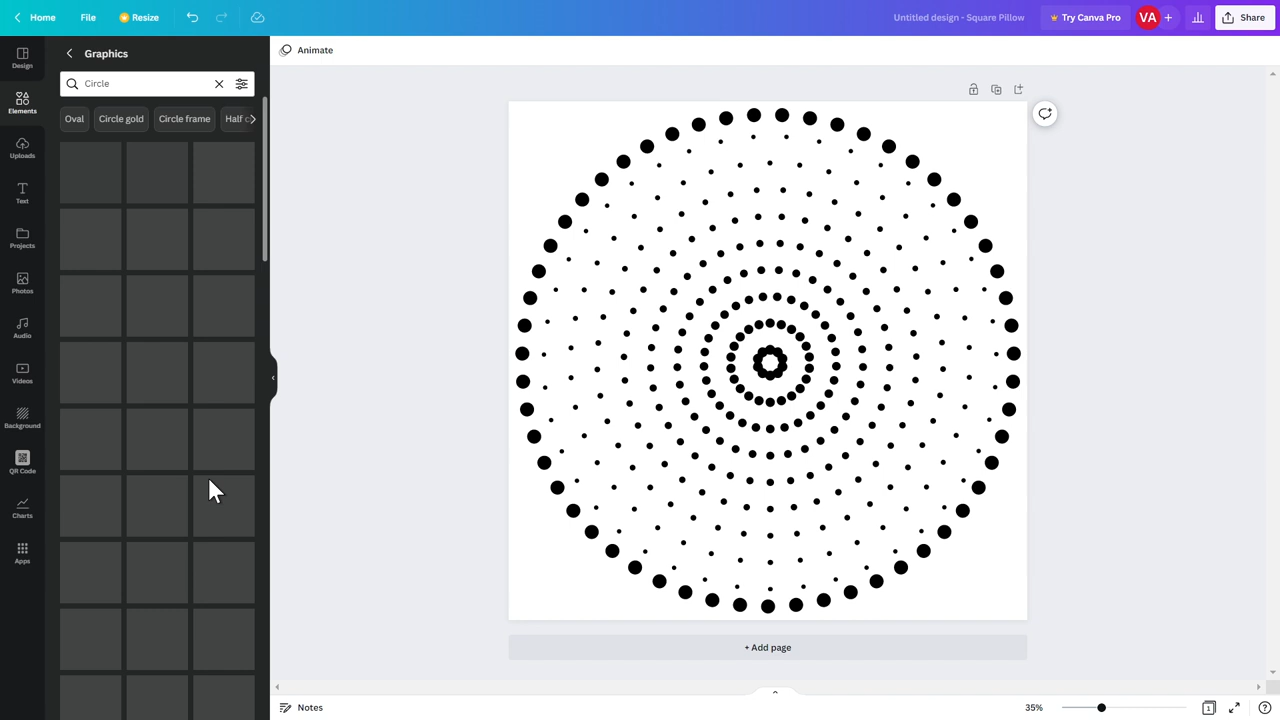 Home
File
Resize
Untitled design - Square Pillow
Try Canva Pro
VA
Share
Design
Elements
Uploads
Text
Projects
Photos
Audio
Videos
Background
QR Code
Charts
Apps
Graphics
Circle
Oval
Circle gold
Circle frame
Half c
Animate
+ Add page
Notes
35%
1